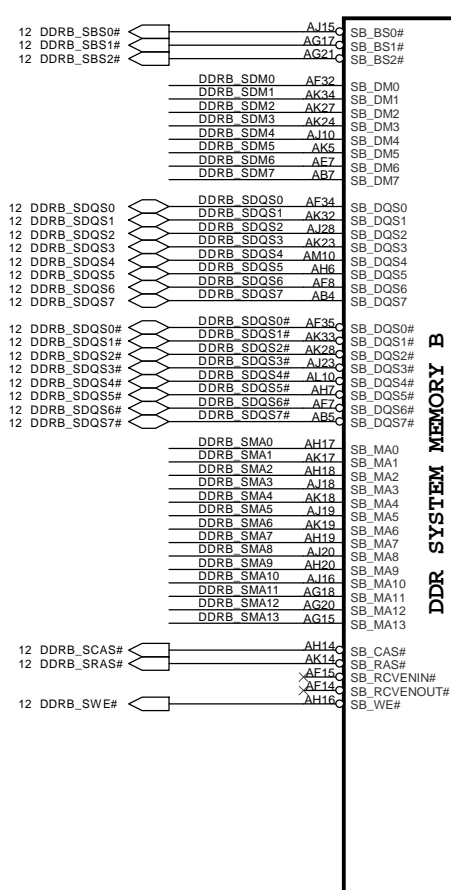 12 DDRB_SBS0# AJ15 SB_BS0#
12 DDRB_SBS1# AG17 SB_BS1#
12 DDRB_SBS2# AG21 SB_BS2#
DDRB_SDM0 AF32 SB_DM0
DDRB_SDM1 AK34 SB_DM1
DDRB_SDM2 AK27 SB_DM2
DDRB_SDM3 AK24 SB_DM3
DDRB_SDM4 AJ10 SB_DM4
DDRB_SDM5 AK5 SB_DM5
DDRB_SDM6 AE7 SB_DM6
DDRB_SDM7 AB7 SB_DM7
12 DDRB_SDQS0 DDRB_SDQS0 AF34 SB_DQS0
12 DDRB_SDQS1 DDRB_SDQS1 AK32 SB_DQS1
12 DDRB_SDQS2 DDRB_SDQS2 AJ28 SB_DQS2
12 DDRB_SDQS3 DDRB_SDQS3 AK23 SB_DQS3
12 DDRB_SDQS4 DDRB_SDQS4 AM10 SB_DQS4
12 DDRB_SDQS5 DDRB_SDQS5 AH6 SB_DQS5
12 DDRB_SDQS6 DDRB_SDQS6 AF8 SB_DQS6
12 DDRB_SDQS7 DDRB_SDQS7 AB4 SB_DQS7
12 DDRB_SDQS0# DDRB_SDQS0# AF35 SB_DQS0#
12 DDRB_SDQS1# DDRB_SDQS1# AK33 SB_DQS1#
12 DDRB_SDQS2# DDRB_SDQS2# AK28 SB_DQS2#
12 DDRB_SDQS3# DDRB_SDQS3# AJ23 SB_DQS3#
12 DDRB_SDQS4# DDRB_SDQS4# AL10 SB_DQS4#
12 DDRB_SDQS5# DDRB_SDQS5# AH7 SB_DQS5#
12 DDRB_SDQS6# DDRB_SDQS6# AF7 SB_DQS6#
12 DDRB_SDQS7# DDRB_SDQS7# AB5 SB_DQS7#
DDRB_SMA0 AH17 SB_MA0
DDRB_SMA1 AK17 SB_MA1
DDRB_SMA2 AH18 SB_MA2
DDRB_SMA3 AJ18 SB_MA3
DDRB_SMA4 AK18 SB_MA4
DDRB_SMA5 AJ19 SB_MA5
DDRB_SMA6 AK19 SB_MA6
DDRB_SMA7 AH19 SB_MA7
DDRB_SMA8 AJ20 SB_MA8
DDRB_SMA9 AH20 SB_MA9
DDRB_SMA10 AJ16 SB_MA10
DDRB_SMA11 AG18 SB_MA11
DDRB_SMA12 AG20 SB_MA12
DDRB_SMA13 AG15 SB_MA13
12 DDRB_SCAS# AH14 SB_CAS#
12 DDRB_SRAS# AK14 SB_RAS#
AF15 SB_RCVENIN#
AF14 SB_RCVENOUT#
12 DDRB_SWE# AH16 SB_WE#
DDR SYSTEM MEMORY B